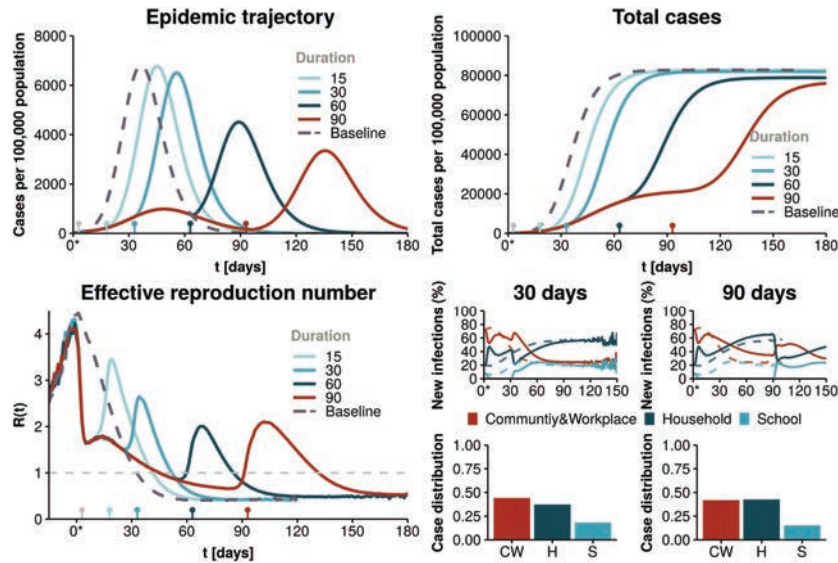 Epidemic trajectory
Cases per 100,000 population
8000
6000
4000
2000
0
Duration
15
30
60
90
Baseline
0* 30 60 90 120 150 180
t [days]
Total cases
Total cases per 100,000 population
100000
80000
60000
40000
20000
0
Duration
15
30
60
90
Baseline
0* 30 60 90 120 150 180
t [days]
Effective reproduction number
R(t)
4
3
2
1
0
Duration
15
30
60
90
Baseline
0* 30 60 90 120 150 180
t [days]
30 days
New infections (%)
100
80
60
40
20
0
0* 30 60 90 120 150
90 days
New infections (%)
100
80
60
40
20
0
0* 30 60 90 120 150
Communtiy&Workplace Household School
Case distribution
1.00
0.75
0.50
0.25
0.00
CW H S
Case distribution
1.00
0.75
0.50
0.25
0.00
CW H S